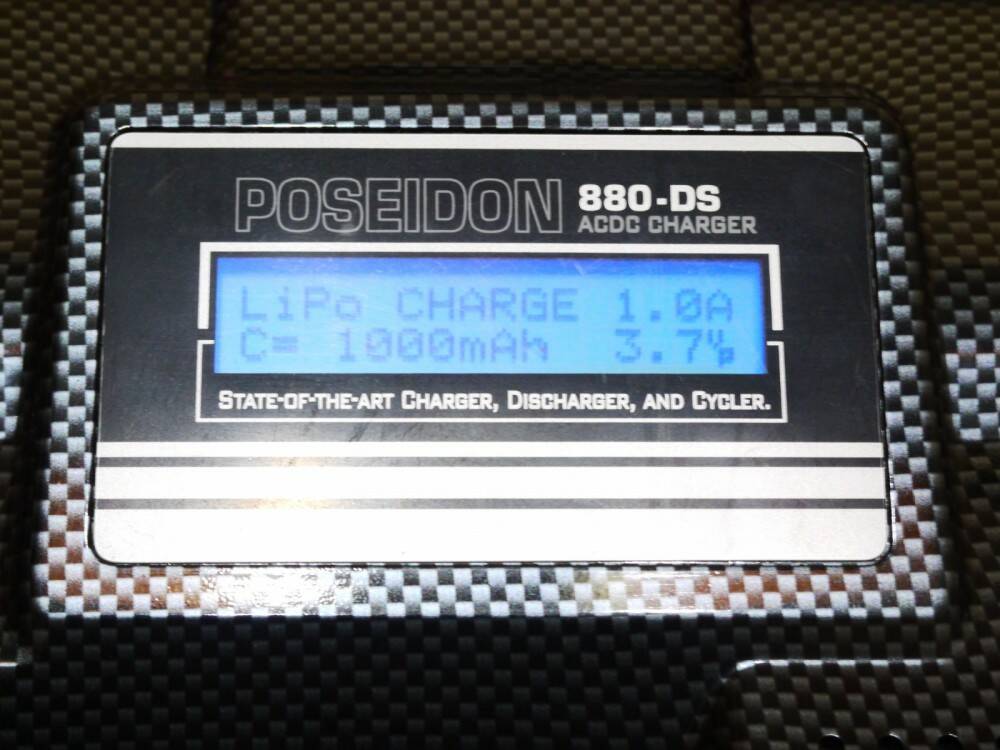 POSEIDON 880-DS
ACDC CHARGER
LiPo CHARGE 1.0A
C= 1000mAh 3.7Vp
STATE-OF-THE-ART CHARGER, DISCHARGER, AND CYCLER.